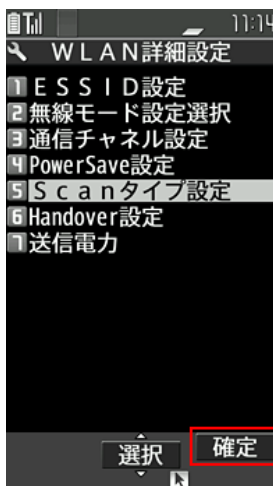 11:14
WLAN詳細設定
1 ESSID設定
2 無線モード設定選択
3 通信チャネル設定
4 PowerSave設定
5 Scanタイプ設定
6 Handover設定
7 送信電力
選択 確定